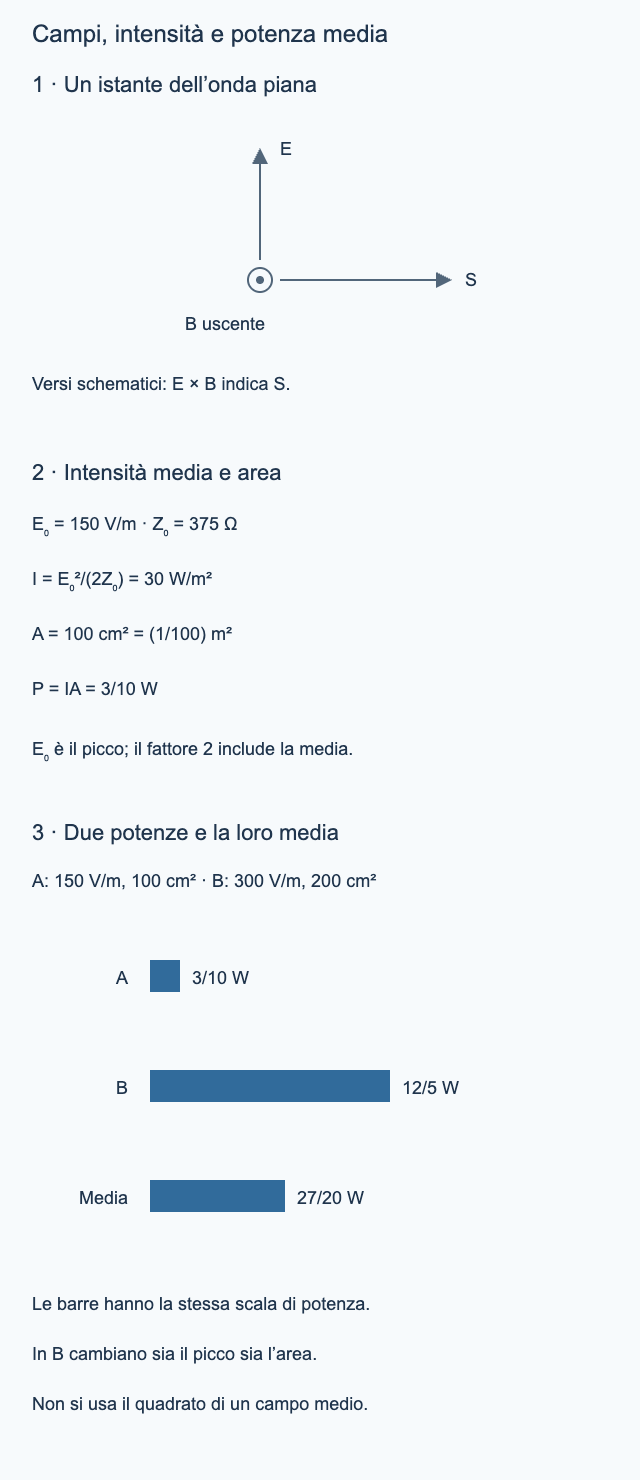 Campi, intensità e potenza media
1 · Un istante dell’onda piana
E
S
B uscente
Versi schematici: E × B indica S.
2 · Intensità media e area
E₀ = 150 V/m · Z₀ = 375 Ω
I = E₀²/(2Z₀) = 30 W/m²
A = 100 cm² = (1/100) m²
P = IA = 3/10 W
E₀ è il picco; il fattore 2 include la media.
3 · Due potenze e la loro media
A: 150 V/m, 100 cm² · B: 300 V/m, 200 cm²
A 3/10 W
B 12/5 W
Media 27/20 W
Le barre hanno la stessa scala di potenza.
In B cambiano sia il picco sia l’area.
Non si usa il quadrato di un campo medio.